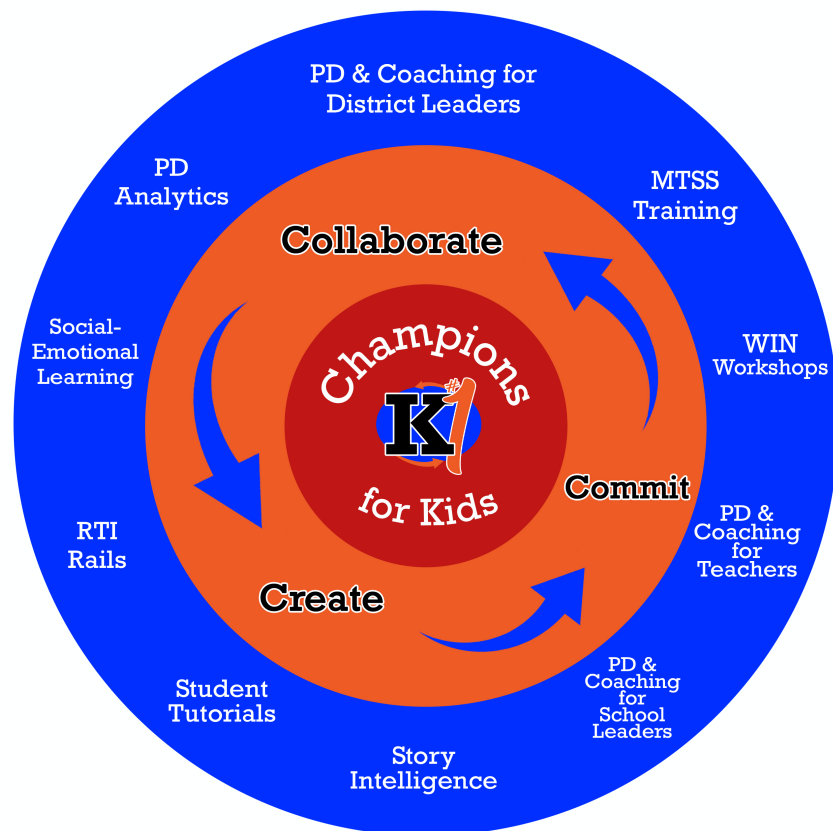 PD & Coaching for
District Leaders
MTSS
Training
WIN
Workshops
PD &
Coaching
for
Teachers
PD &
Coaching
for
School
Leaders
Story
Intelligence
Student
Tutorials
RTI
Rails
Social-
Emotional
Learning
PD
Analytics
Collaborate
Create
Commit
Champions
K#1
for Kids